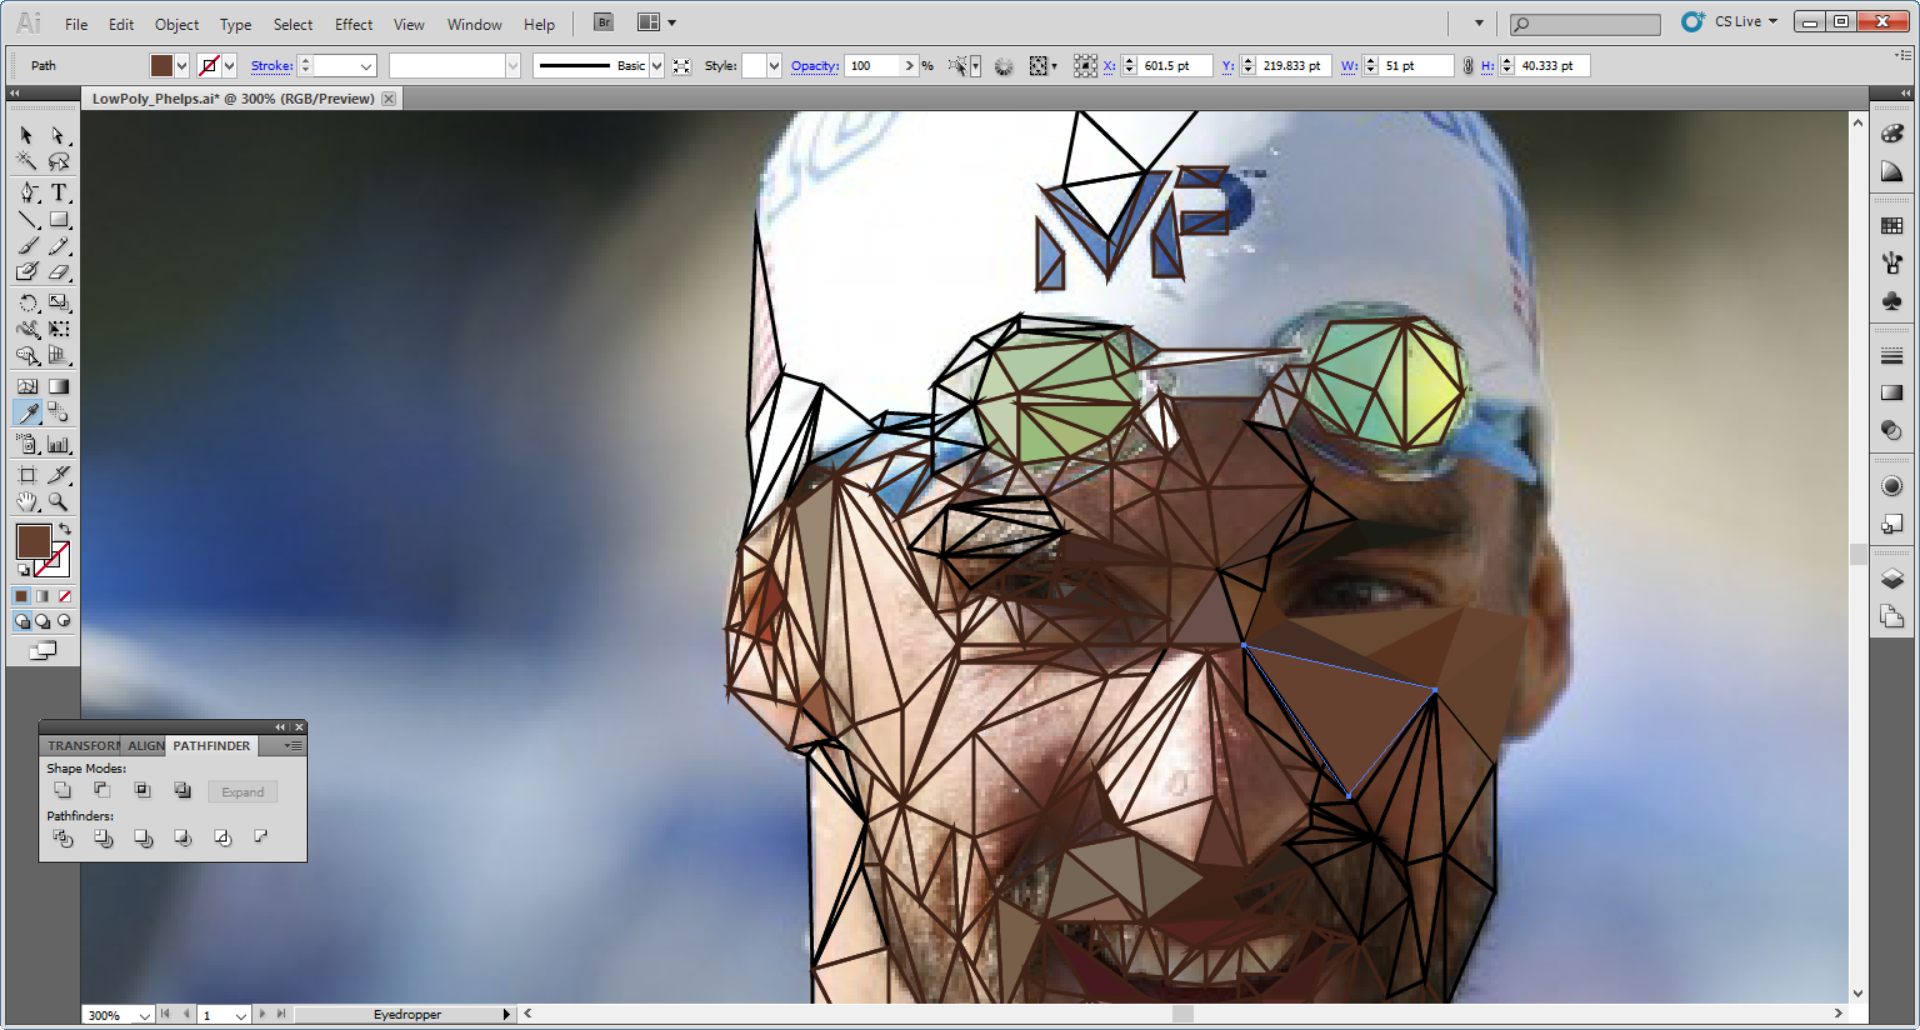 Ai File Edit Object Type Select Effect View Window Help Br CS Live
Path Stroke: Basic Style: Opacity: 100 % X: 601.5 pt Y: 219.833 pt W: 51 pt H: 40.333 pt
LowPoly_Phelps.ai* @ 300% (RGB/Preview)
MP™
T
TRANSFORM ALIGN PATHFINDER
Shape Modes:
Expand
Pathfinders:
300% 1 Eyedropper